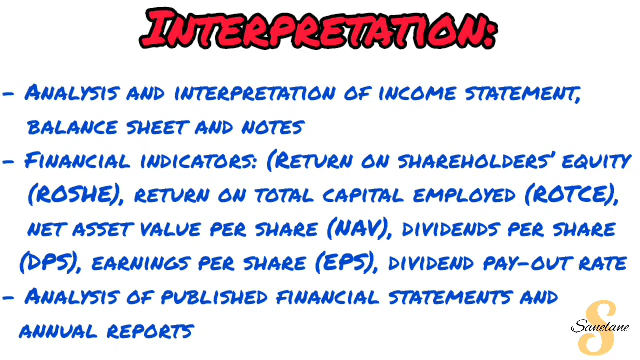 Interpretation:
- Analysis and interpretation of income statement,
balance sheet and notes
- Financial indicators: (Return on shareholders' equity
(ROSHE), return on total capital employed (ROTCE),
net asset value per share (NAV), dividends per share
(DPS), earnings per share (EPS), dividend pay-out rate
- Analysis of published financial statements and
annual reports
S
Sanelane